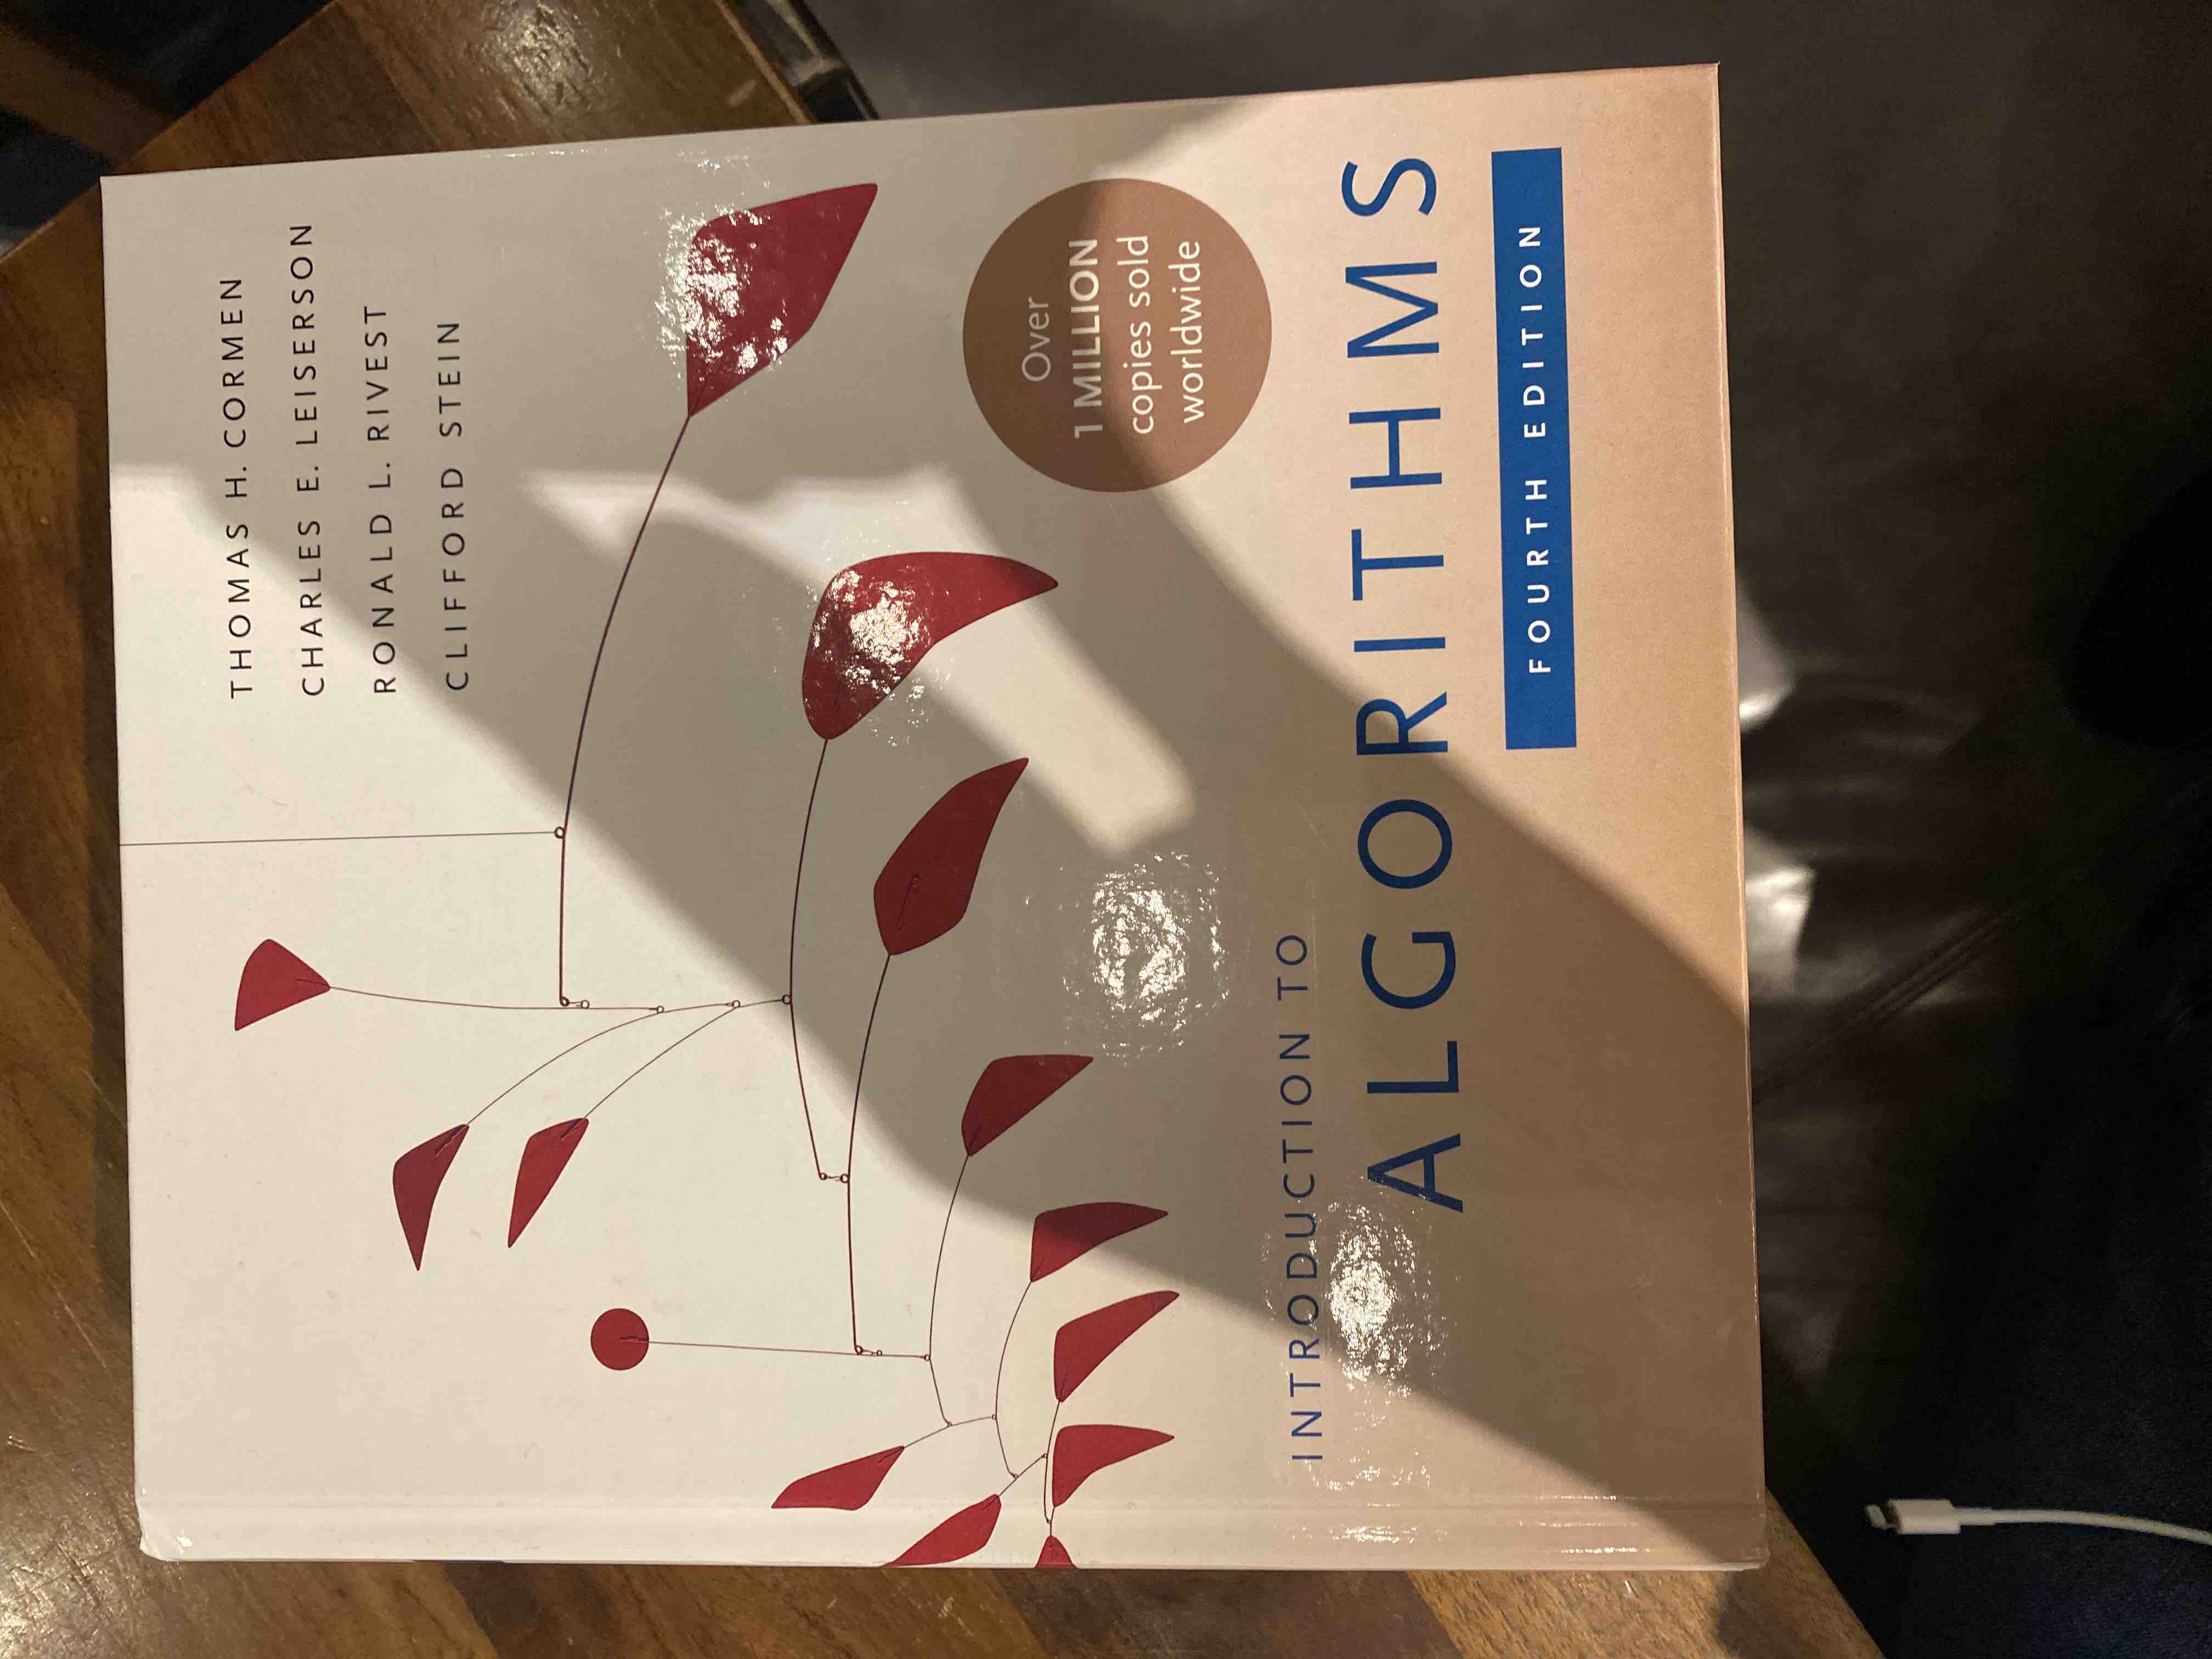 THOMAS H. CORMEN
CHARLES E. LEISERSON
RONALD L. RIVEST
CLIFFORD STEIN
Over
1 MILLION
copies sold
worldwide
INTRODUCTION TO
ALGORITHMS
FOURTH EDITION